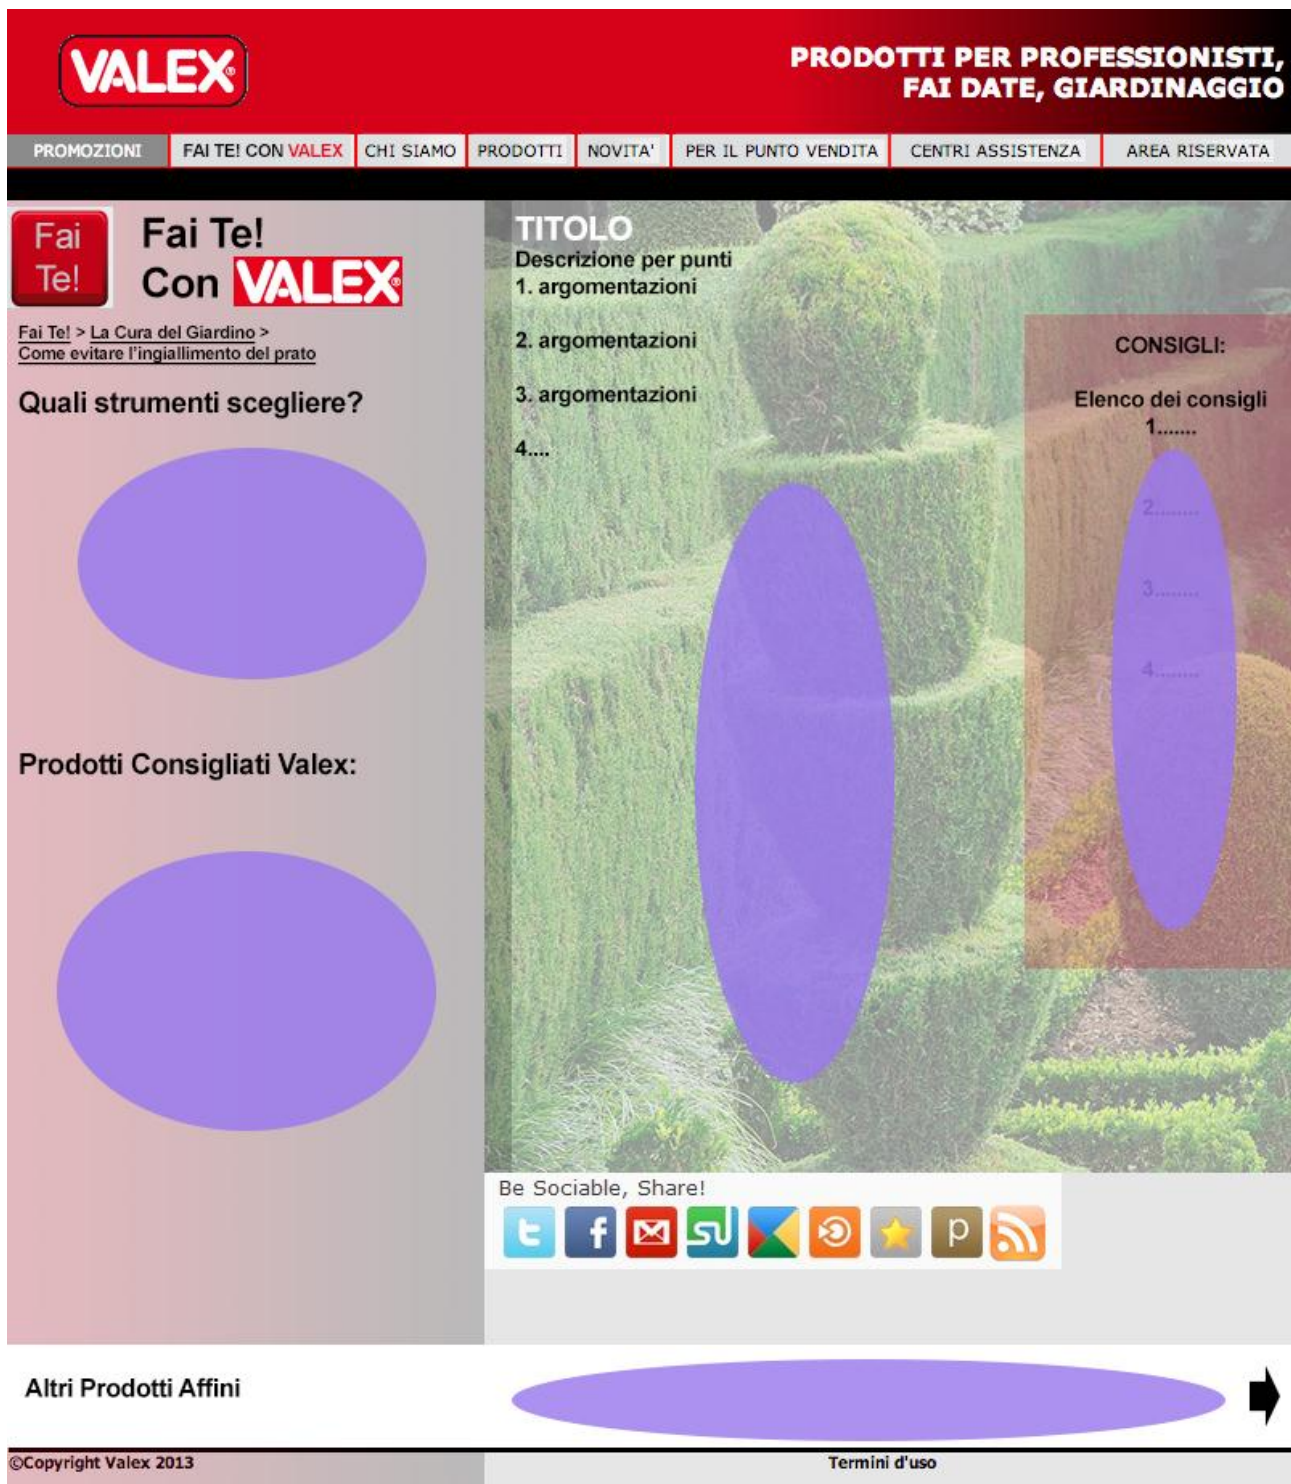 VALEX®
PRODOTTI PER PROFESSIONISTI,
FAI DATE, GIARDINAGGIO
PROMOZIONI
FAI TE! CON VALEX
CHI SIAMO
PRODOTTI
NOVITA'
PER IL PUNTO VENDITA
CENTRI ASSISTENZA
AREA RISERVATA
Fai
Te!
Fai Te!
Con VALEX®
Fai Te! > La Cura del Giardino >
Come evitare l'ingiallimento del prato
Quali strumenti scegliere?
Prodotti Consigliati Valex:
TITOLO
Descrizione per punti
1. argomentazioni
2. argomentazioni
3. argomentazioni
4....
CONSIGLI:
Elenco dei consigli
1.......
2........
3........
4........
Be Sociable, Share!
Altri Prodotti Affini
©Copyright Valex 2013
Termini d'uso